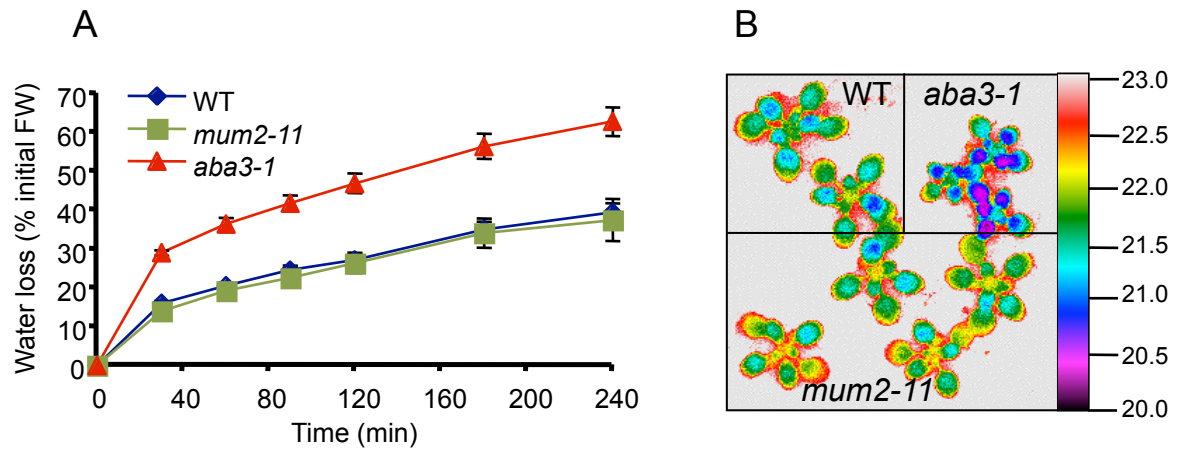 A
Water loss (% initial FW)
70
60
50
40
30
20
10
0
WT
mum2-11
aba3-1
0 40 80 120 160 200 240
Time (min)
B
WT
aba3-1
mum2-11
23.0
22.5
22.0
21.5
21.0
20.5
20.0